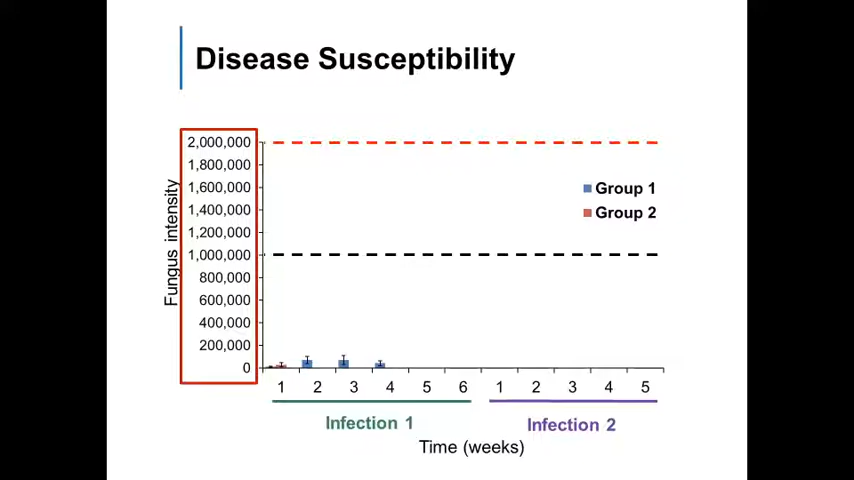 Disease Susceptibility
Fungus intensity
2,000,000
1,800,000
1,600,000
1,400,000
1,200,000
1,000,000
800,000
600,000
400,000
200,000
0
Group 1
Group 2
1 2 3 4 5 6 1 2 3 4 5
Infection 1 Infection 2
Time (weeks)